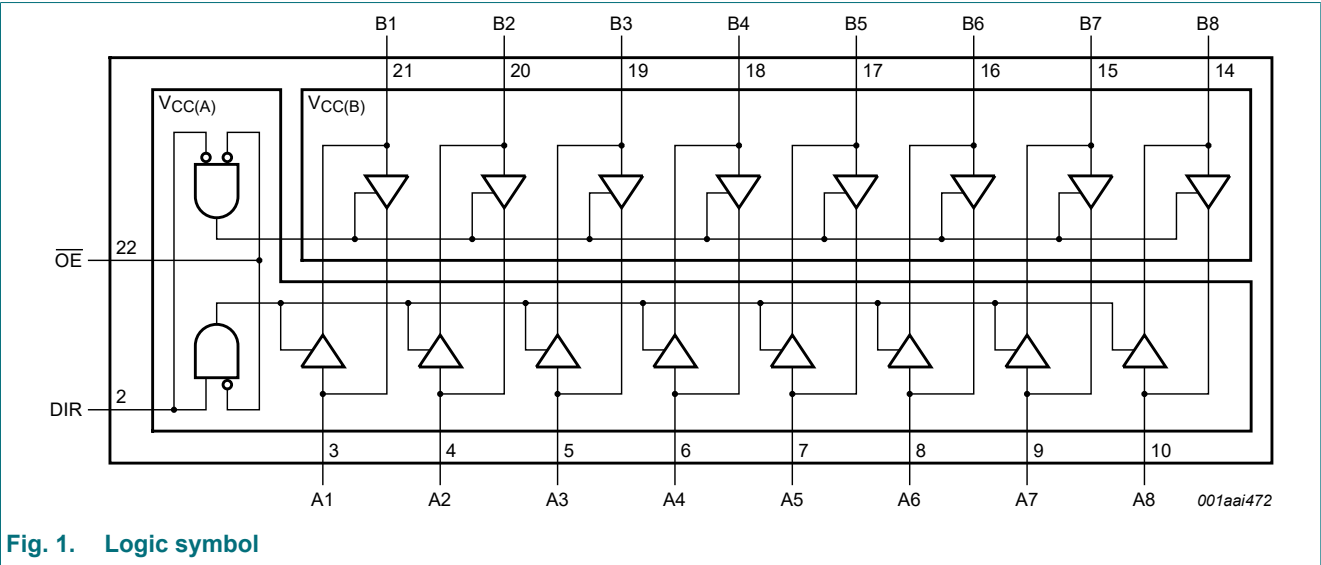 B1 B2 B3 B4 B5 B6 B7 B8
21 20 19 18 17 16 15 14
VCC(A) VCC(B)
OE 22
DIR 2
3 4 5 6 7 8 9 10
A1 A2 A3 A4 A5 A6 A7 A8 001aai472
Fig. 1. Logic symbol